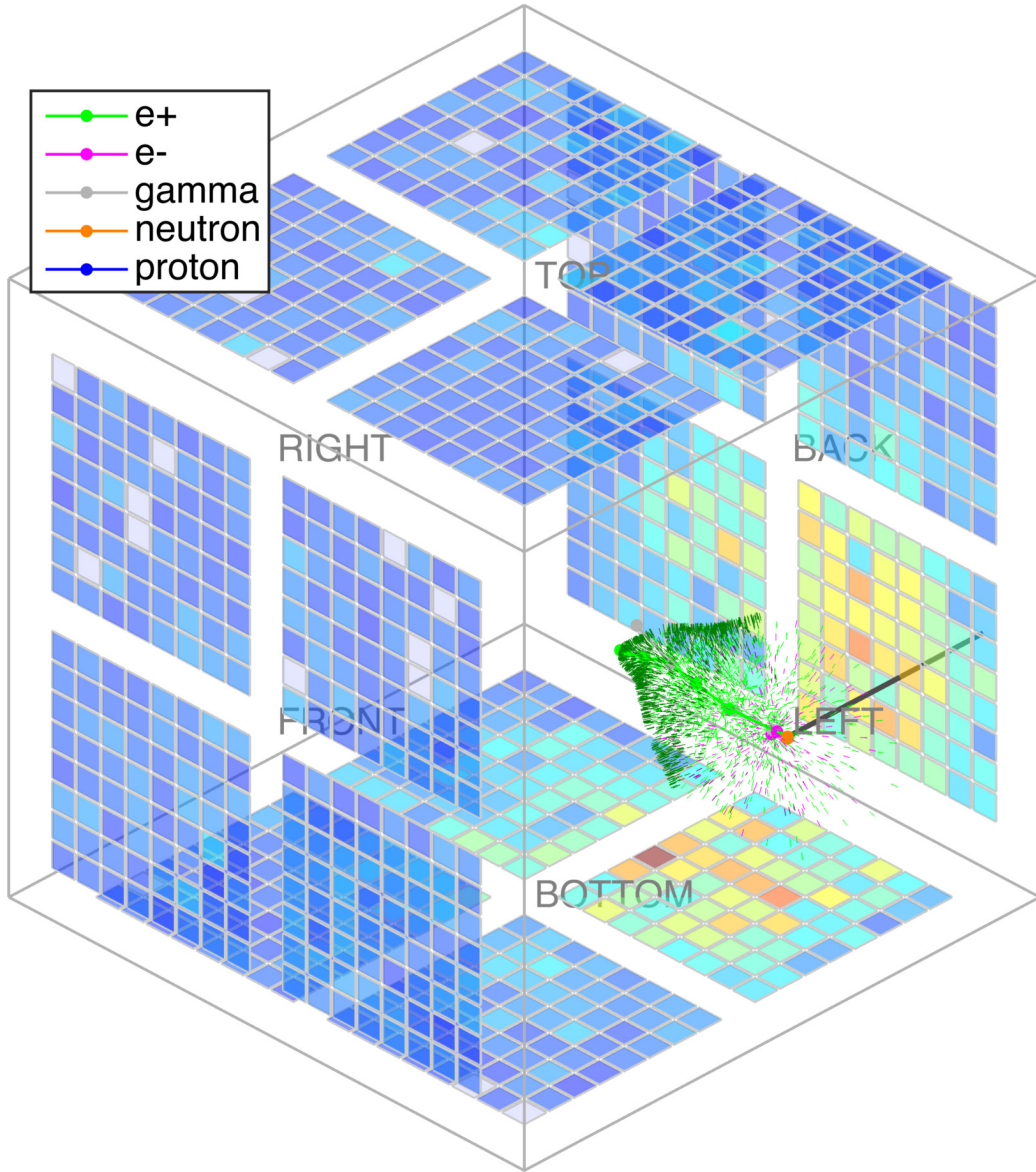 e+
e-
gamma
neutron
proton
TOP
RIGHT
BACK
FRONT
LEFT
BOTTOM